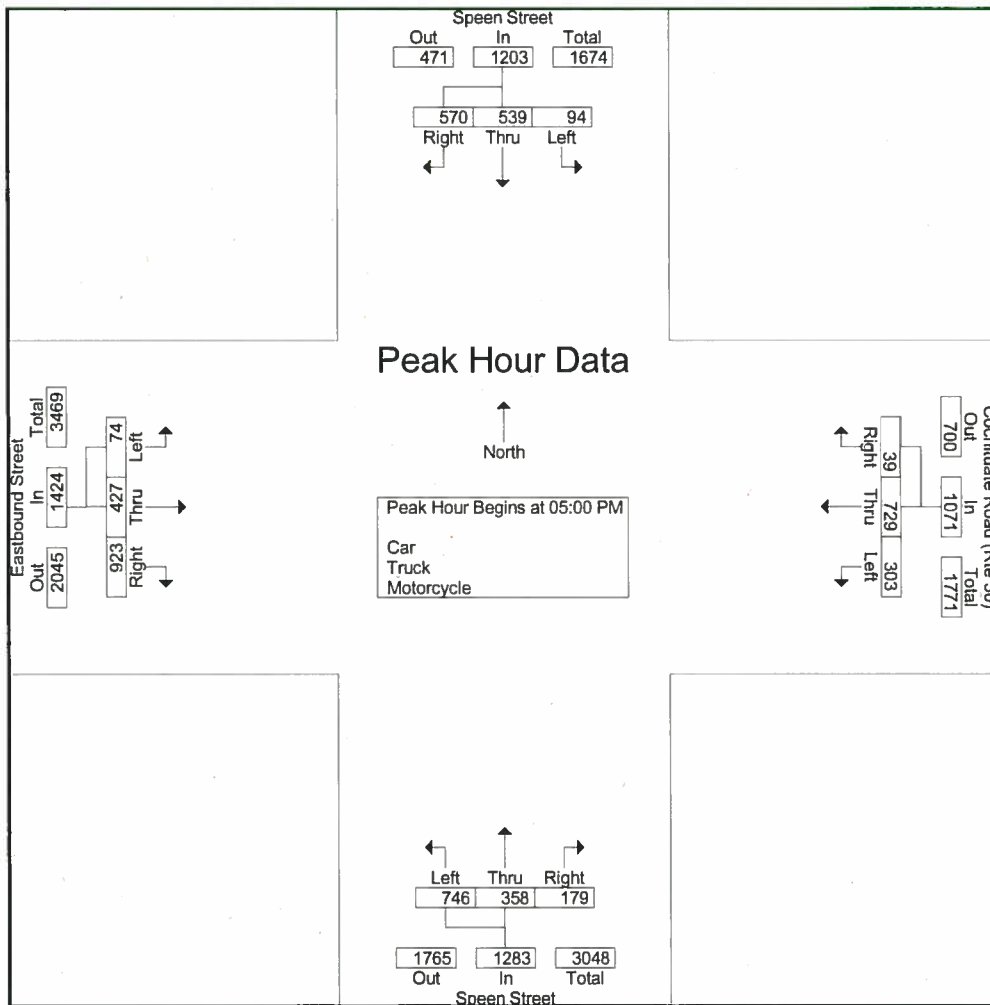 Speen Street
Out In Total
471 1203 1674
570 539 94
Right Thru Left
Peak Hour Data
North
Peak Hour Begins at 05:00 PM
Car
Truck
Motorcycle
Eastbound Street
Out In Total
2045 1424 3469
74 427 923
Left Thru Right
Road
Out In Total
700 1071 1771
39 729 303
Right Thru Left
Left Thru Right
746 358 179
1765 1283 3048
Out In Total
Speen Street